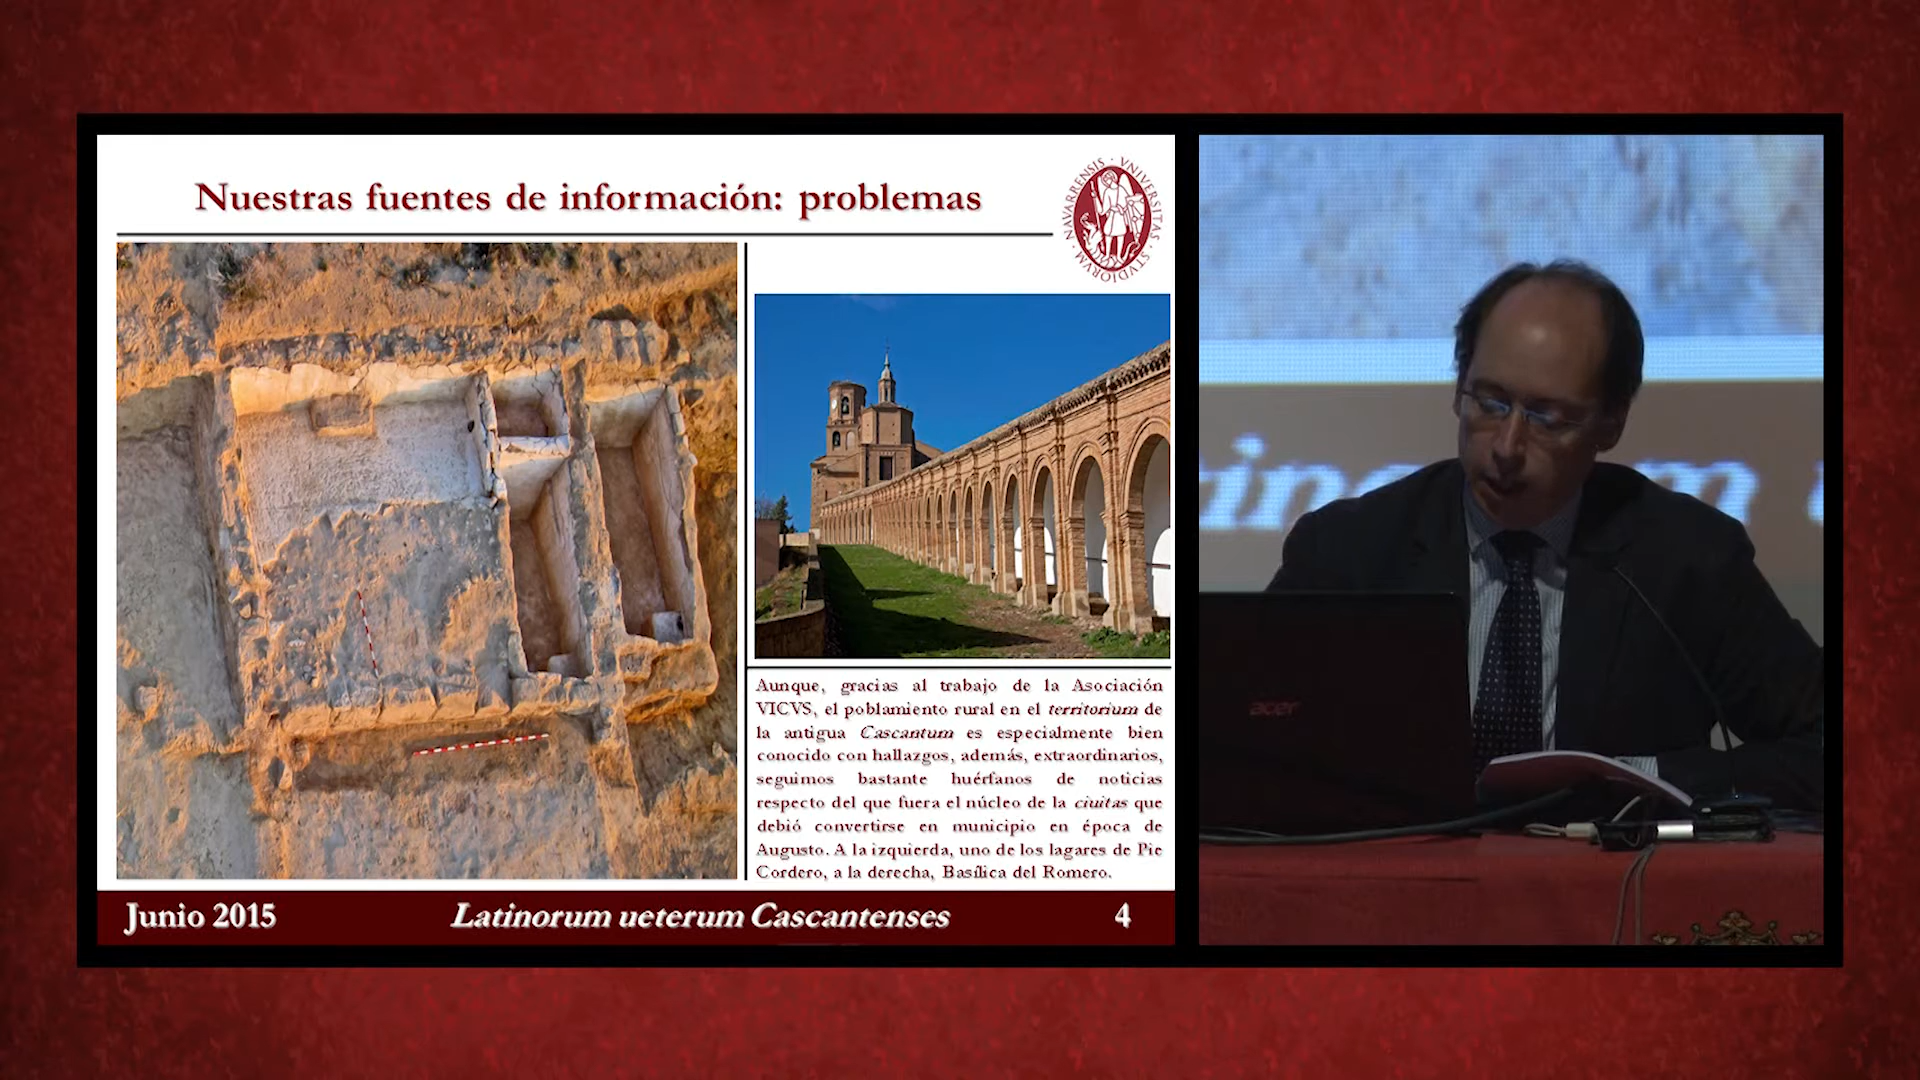 Nuestras fuentes de información: problemas
NAVARRENSIS · VNIVERSITAS · STVDIORVM ·
Aunque, gracias al trabajo de la Asociación
VICVS, el poblamiento rural en el territorium de
la antigua Cascantum es especialmente bien
conocido con hallazgos, además, extraordinarios,
seguimos bastante huérfanos de noticias
respecto del que fuera el núcleo de la ciuitas que
debió convertirse en municipio en época de
Augusto. A la izquierda, uno de los lagares de Pie
Cordero, a la derecha, Basílica del Romero.
Junio 2015
Latinorum ueterum Cascantenses
4
acer